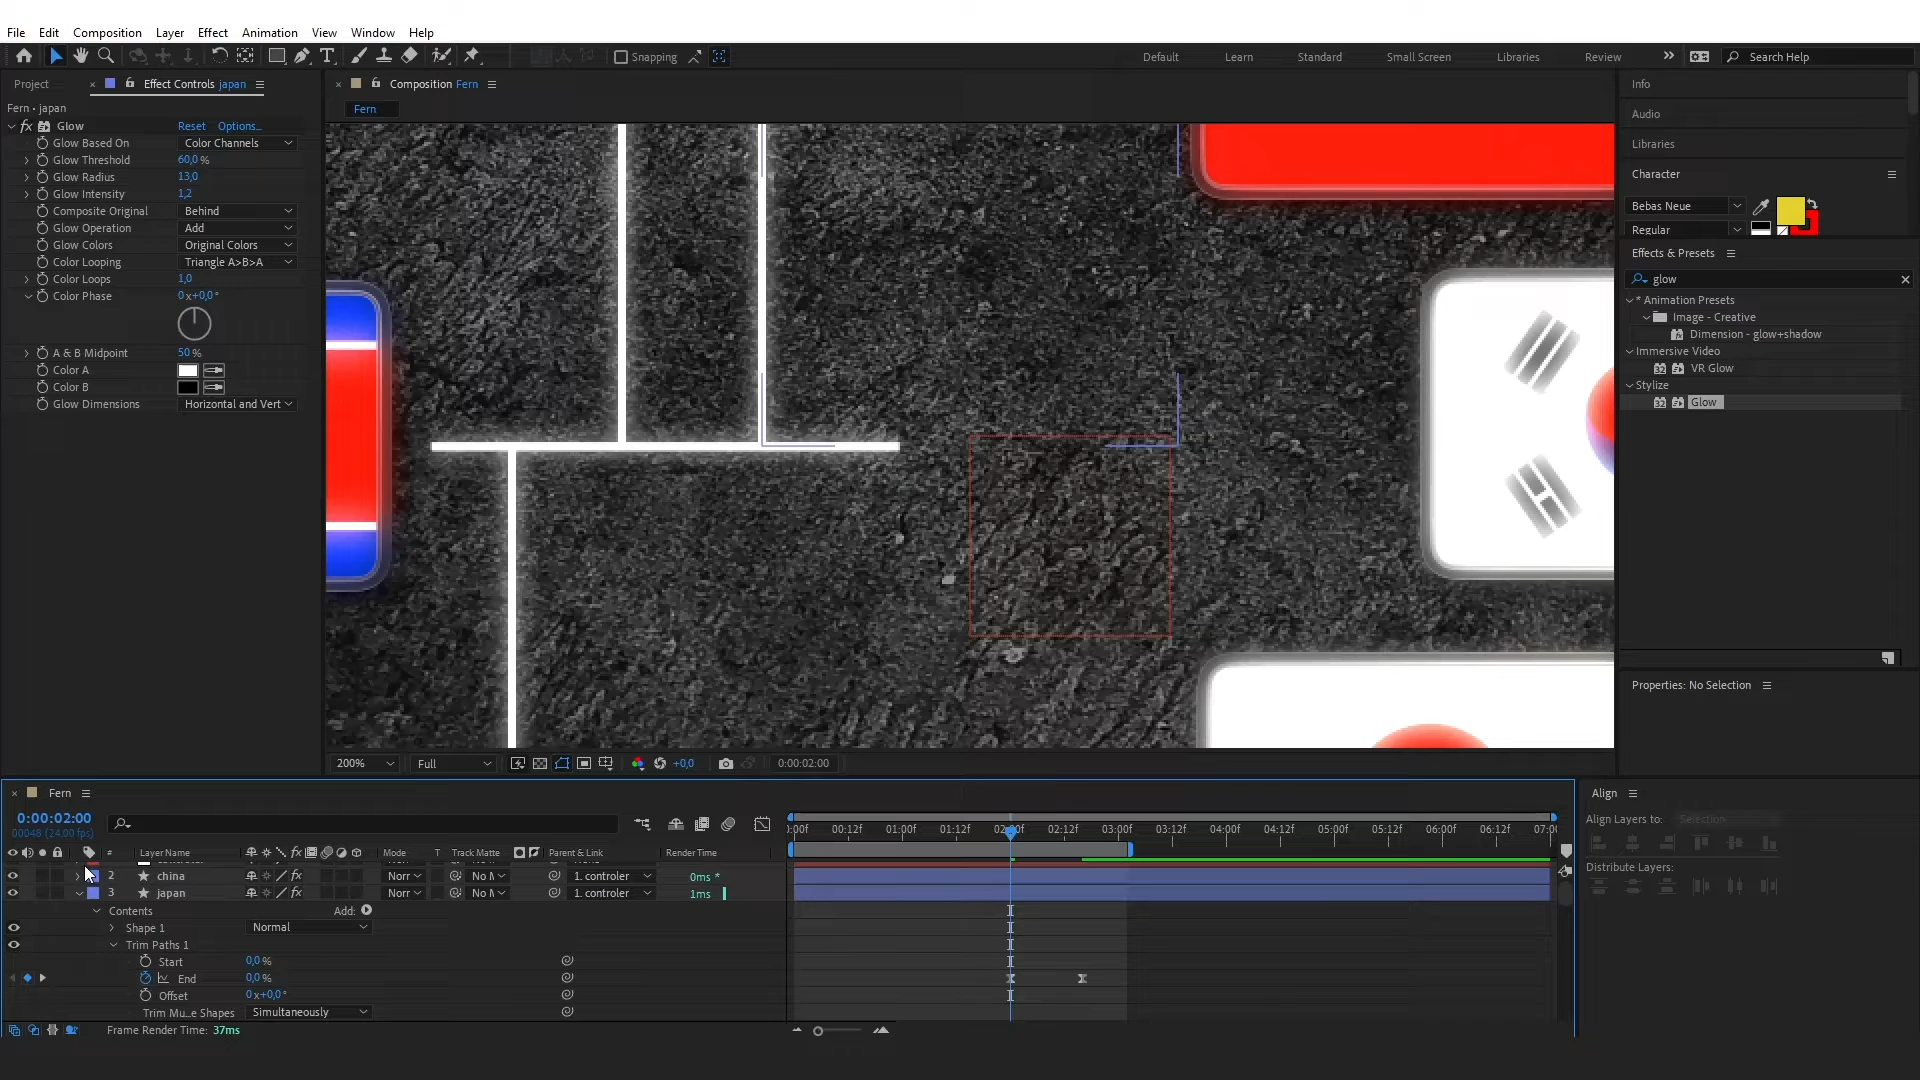 File Edit Composition Layer Effect Animation View Window Help
Snapping Default Learn Standard Small Screen Libraries Review Search Help
Project Effect Controls japan
Fern • japan
fx Glow Reset Options...
Glow Based On Color Channels
Glow Threshold 60,0 %
Glow Radius 13,0
Glow Intensity 1,2
Composite Original Behind
Glow Operation Add
Glow Colors Original Colors
Color Looping Triangle A>B>A
Color Loops 1,0
Color Phase 0x+0,0°
A & B Midpoint 50 %
Color A
Color B
Glow Dimensions Horizontal and Vert
Composition Fern
Fern
200% Full +0,0 0:00:02:00
Info
Audio
Libraries
Character
Bebas Neue
Regular
Effects & Presets
glow
* Animation Presets
Image - Creative
Dimension - glow+shadow
Immersive Video
32 VR Glow
Stylize
32 Glow
Properties: No Selection
Fern
0:00:02:00
00048 (24.00 fps)
# Layer Name fx Mode T Track Matte Parent & Link Render Time
2 china fx Norr No M 1. controler 0ms *
3 japan fx Norr No M 1. controler 1ms
Contents Add:
Shape 1 Normal
Trim Paths 1
Start 0,0 %
End 0,0 %
Offset 0x+0,0°
Trim Mu...e Shapes Simultaneously
Frame Render Time: 37ms
:00f 00:12f 01:00f 01:12f 02:00f 02:12f 03:00f 03:12f 04:00f 04:12f 05:00f 05:12f 06:00f 06:12f 07:0
Align
Align Layers to: Selection
Distribute Layers: